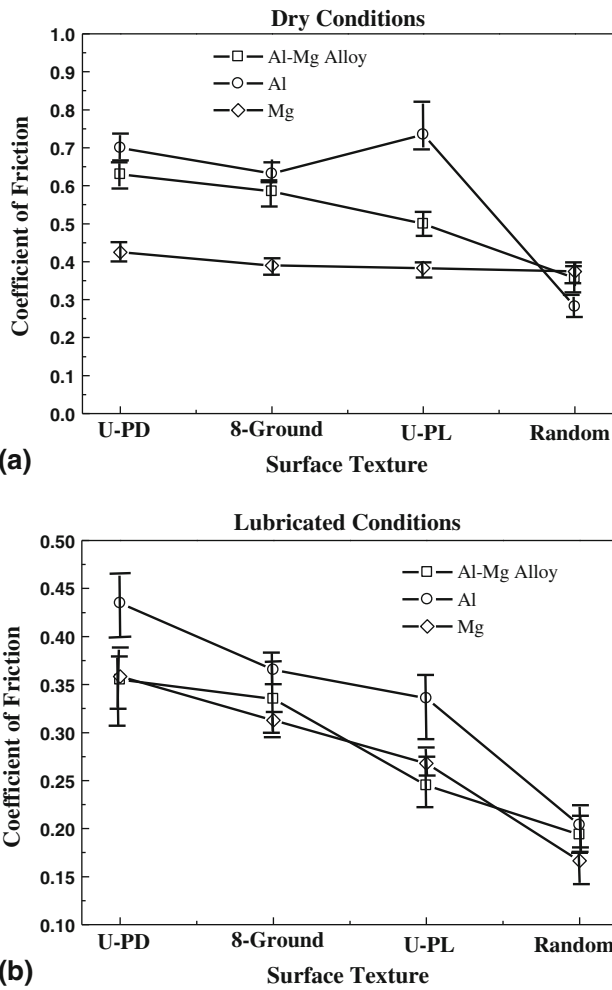 Dry Conditions
Al-Mg Alloy
Al
Mg
1.0
0.9
0.8
0.7
0.6
0.5
0.4
0.3
0.2
0.1
0.0
Coefficient of Friction
U-PD 8-Ground U-PL Random
(a)
Surface Texture
Lubricated Conditions
Al-Mg Alloy
Al
Mg
0.50
0.45
0.40
0.35
0.30
0.25
0.20
0.15
0.10
Coefficient of Friction
U-PD 8-Ground U-PL Random
(b)
Surface Texture